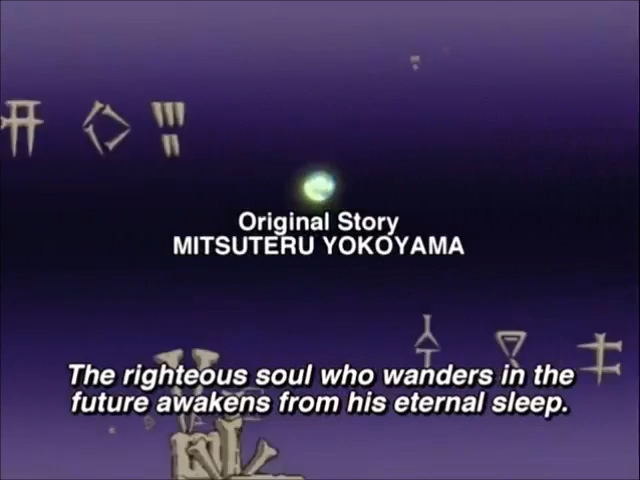 Original Story
MITSUTERU YOKOYAMA
The righteous soul who wanders in the
future awakens from his eternal sleep.